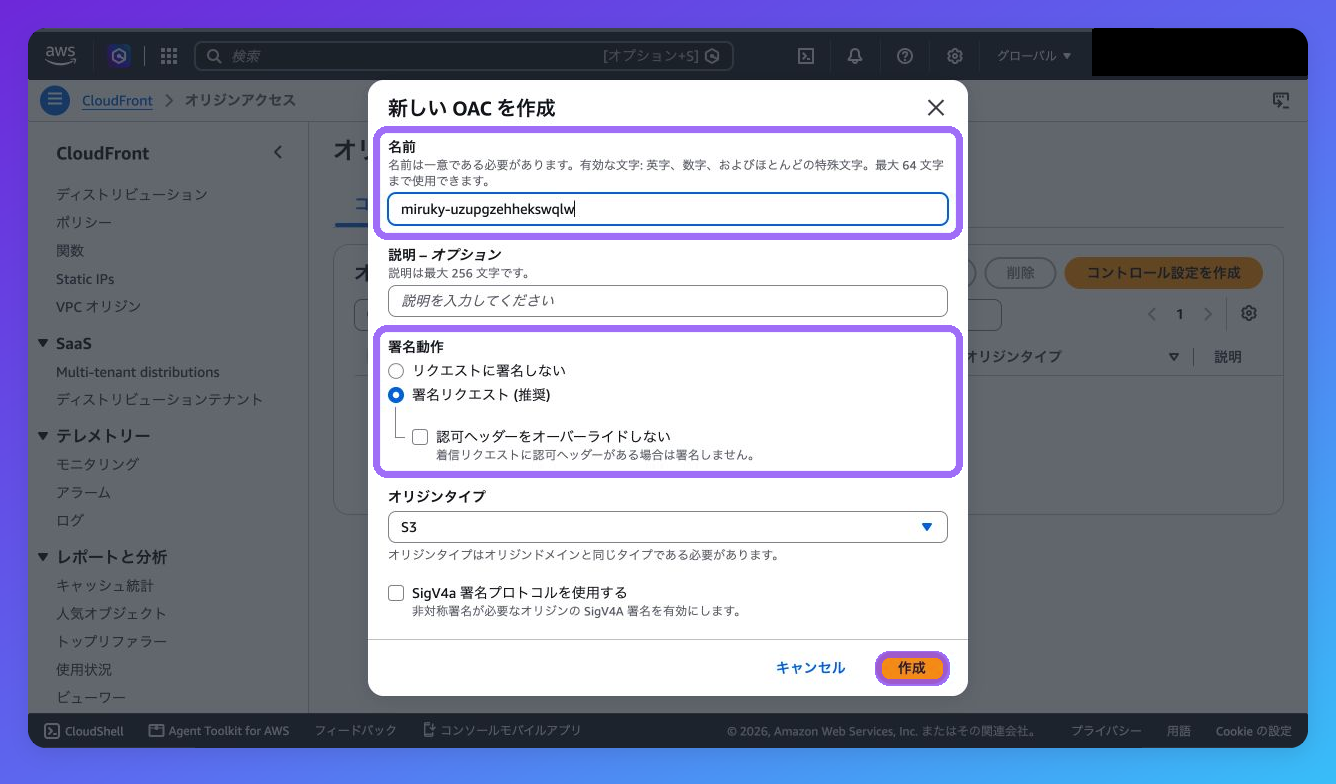 aws
検索
[オプション+S]
グローバル
CloudFront
オリジンアクセス
CloudFront
ディストリビューション
ポリシー
関数
Static IPs
VPC オリジン
SaaS
Multi-tenant distributions
ディストリビューションテナント
テレメトリー
モニタリング
アラーム
ログ
レポートと分析
キャッシュ統計
人気オブジェクト
トップリファラー
使用状況
ビューワー
オリ
コ
オ
削除
コントロール設定を作成
1
オリジンタイプ
説明
新しい OAC を作成
名前
名前は一意である必要があります。有効な文字: 英字、数字、およびほとんどの特殊文字。最大 64 文字
まで使用できます。
miruky-uzupgzehhekswqlw
説明 – オプション
説明は最大 256 文字です。
説明を入力してください
署名動作
リクエストに署名しない
署名リクエスト (推奨)
認可ヘッダーをオーバーライドしない
着信リクエストに認可ヘッダーがある場合は署名しません。
オリジンタイプ
S3
オリジンタイプはオリジンドメインと同じタイプである必要があります。
SigV4a 署名プロトコルを使用する
非対称署名が必要なオリジンの SigV4A 署名を有効にします。
キャンセル
作成
CloudShell
Agent Toolkit for AWS
フィードバック
コンソールモバイルアプリ
© 2026, Amazon Web Services, Inc. またはその関連会社。
プライバシー
用語
Cookie の設定